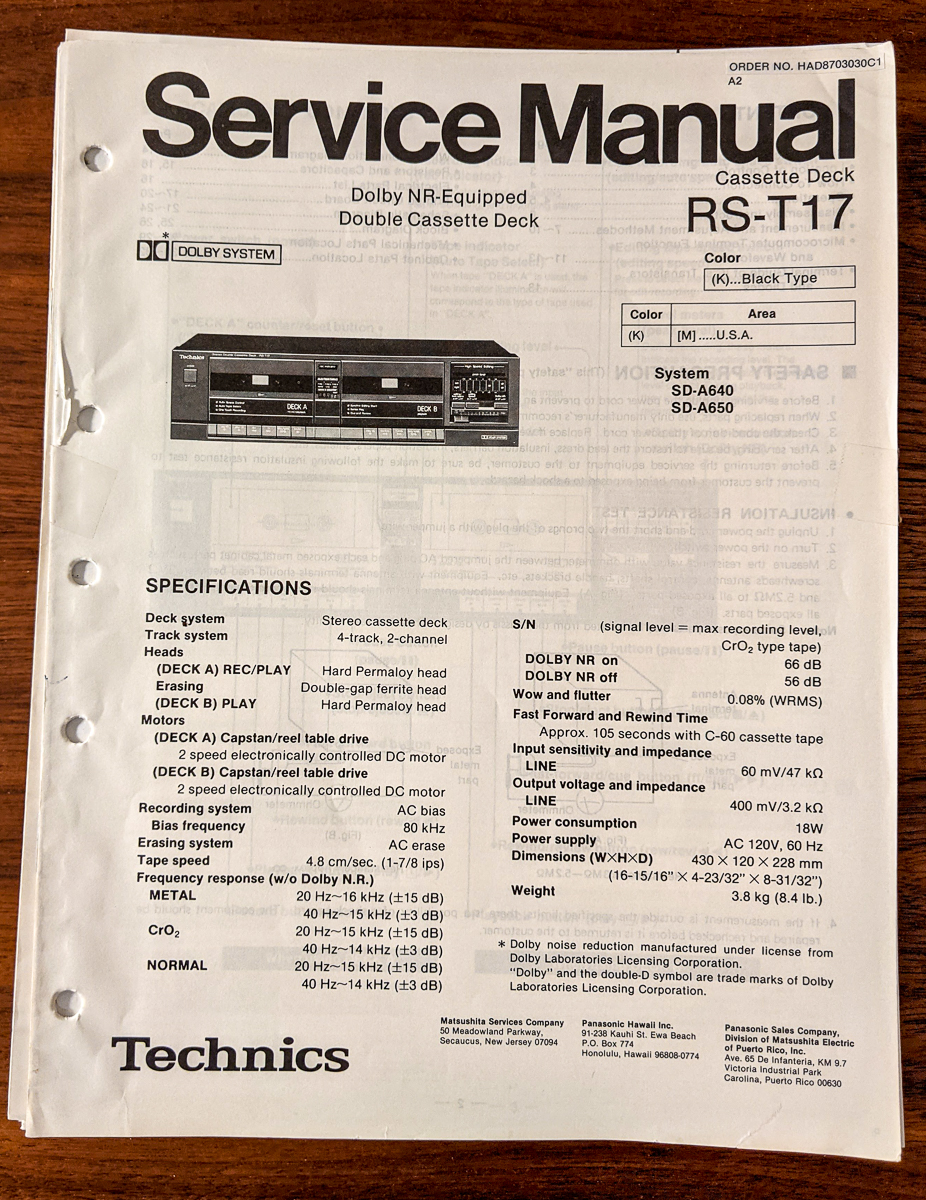 ORDER NO. HAD8703030C1
A2
Service Manual
Cassette Deck
Dolby NR-Equipped
Double Cassette Deck
RS-T17
* DOLBY SYSTEM
Color
(K)...Black Type
Color Area
(K) [M] .....U.S.A.
System
SD-A640
SD-A650
Technics
DECK A
DECK B
SPECIFICATIONS
Deck system Stereo cassette deck
Track system 4-track, 2-channel
Heads
(DECK A) REC/PLAY Hard Permaloy head
Erasing Double-gap ferrite head
(DECK B) PLAY Hard Permaloy head
Motors
(DECK A) Capstan/reel table drive
2 speed electronically controlled DC motor
(DECK B) Capstan/reel table drive
2 speed electronically controlled DC motor
Recording system AC bias
Bias frequency 80 kHz
Erasing system AC erase
Tape speed 4.8 cm/sec. (1-7/8 ips)
Frequency response (w/o Dolby N.R.)
METAL 20 Hz~16 kHz (±15 dB)
40 Hz~15 kHz (±3 dB)
CrO₂ 20 Hz~15 kHz (±15 dB)
40 Hz~14 kHz (±3 dB)
NORMAL 20 Hz~15 kHz (±15 dB)
40 Hz~14 kHz (±3 dB)
S/N (signal level = max recording level,
CrO₂ type tape)
DOLBY NR on 66 dB
DOLBY NR off 56 dB
Wow and flutter 0.08% (WRMS)
Fast Forward and Rewind Time
Approx. 105 seconds with C-60 cassette tape
Input sensitivity and impedance
LINE 60 mV/47 kΩ
Output voltage and impedance
LINE 400 mV/3.2 kΩ
Power consumption 18W
Power supply AC 120V, 60 Hz
Dimensions (W×H×D) 430 × 120 × 228 mm
(16-15/16" × 4-23/32" × 8-31/32")
Weight 3.8 kg (8.4 lb.)
* Dolby noise reduction manufactured under license from
Dolby Laboratories Licensing Corporation.
"Dolby" and the double-D symbol are trade marks of Dolby
Laboratories Licensing Corporation.
Technics
Matsushita Services Company
50 Meadowland Parkway,
Secaucus, New Jersey 07094
Panasonic Hawaii Inc.
91-238 Kauhi St. Ewa Beach
P.O. Box 774
Honolulu, Hawaii 96808-0774
Panasonic Sales Company,
Division of Matsushita Electric
of Puerto Rico, Inc.
Ave. 65 De Infanteria, KM 9.7
Victoria Industrial Park
Carolina, Puerto Rico 00630